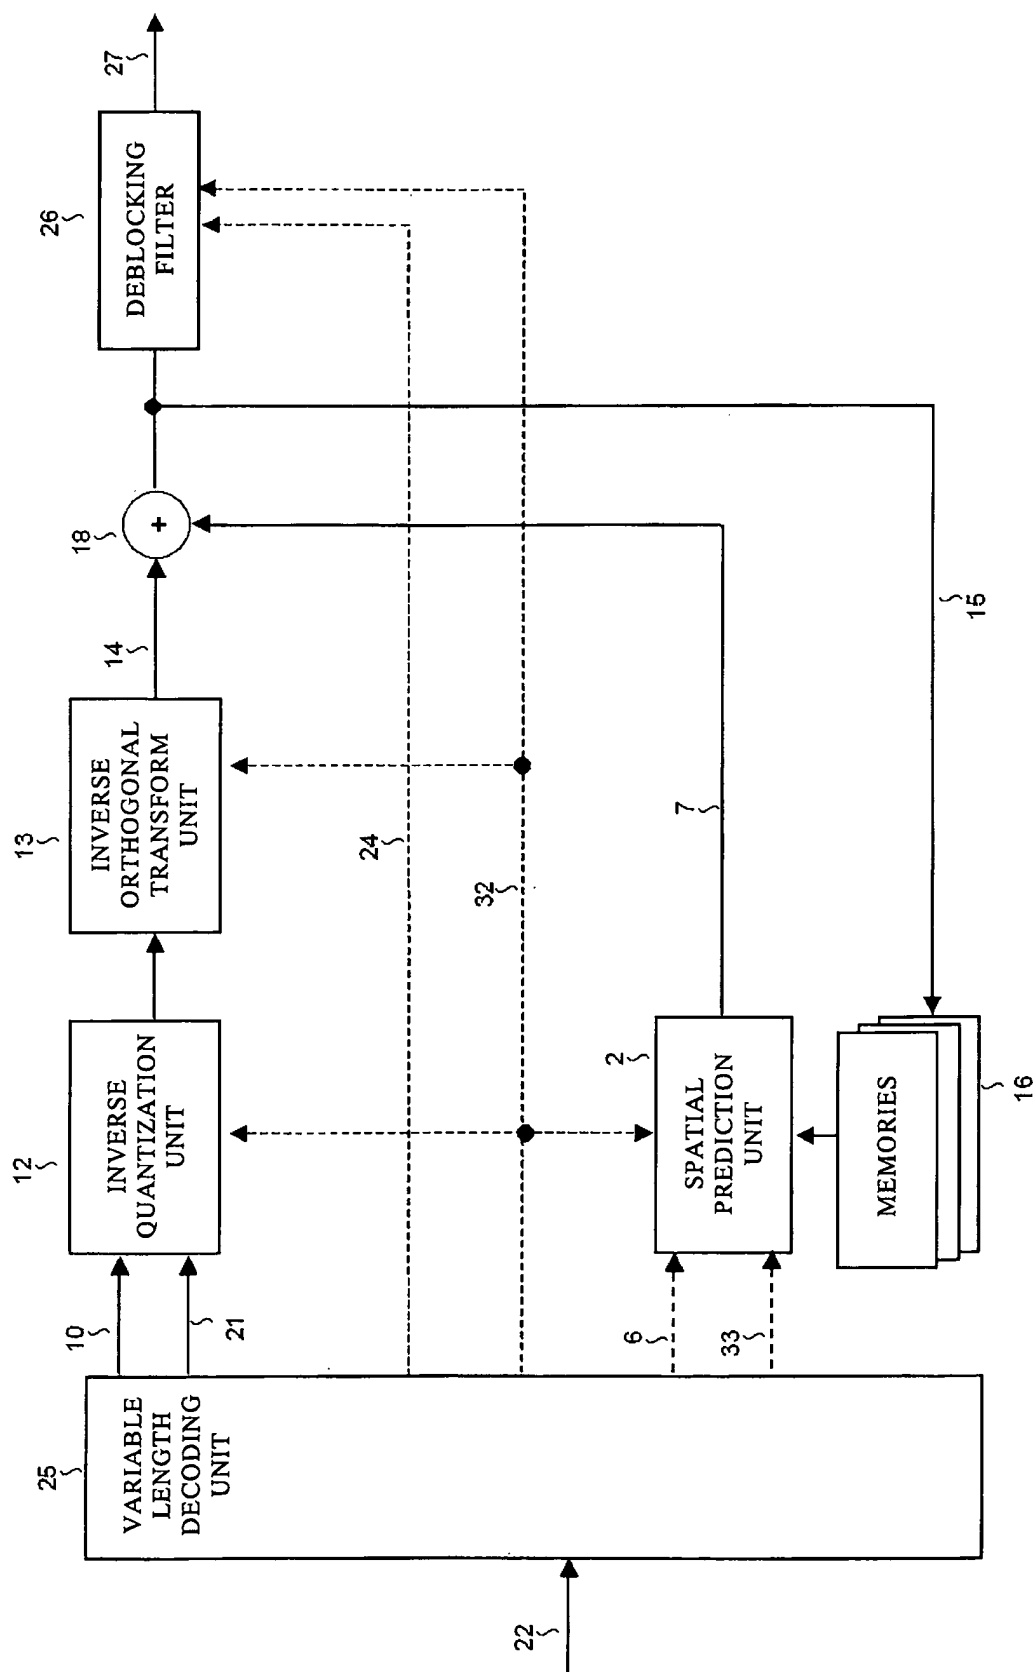 22
25
VARIABLE
LENGTH
DECODING
UNIT
10
21
12
INVERSE
QUANTIZATION
UNIT
13
INVERSE
ORTHOGONAL
TRANSFORM
UNIT
14
18
+
26
DEBLOCKING
FILTER
27
24
32
6
33
2
SPATIAL
PREDICTION
UNIT
7
MEMORIES
16
15